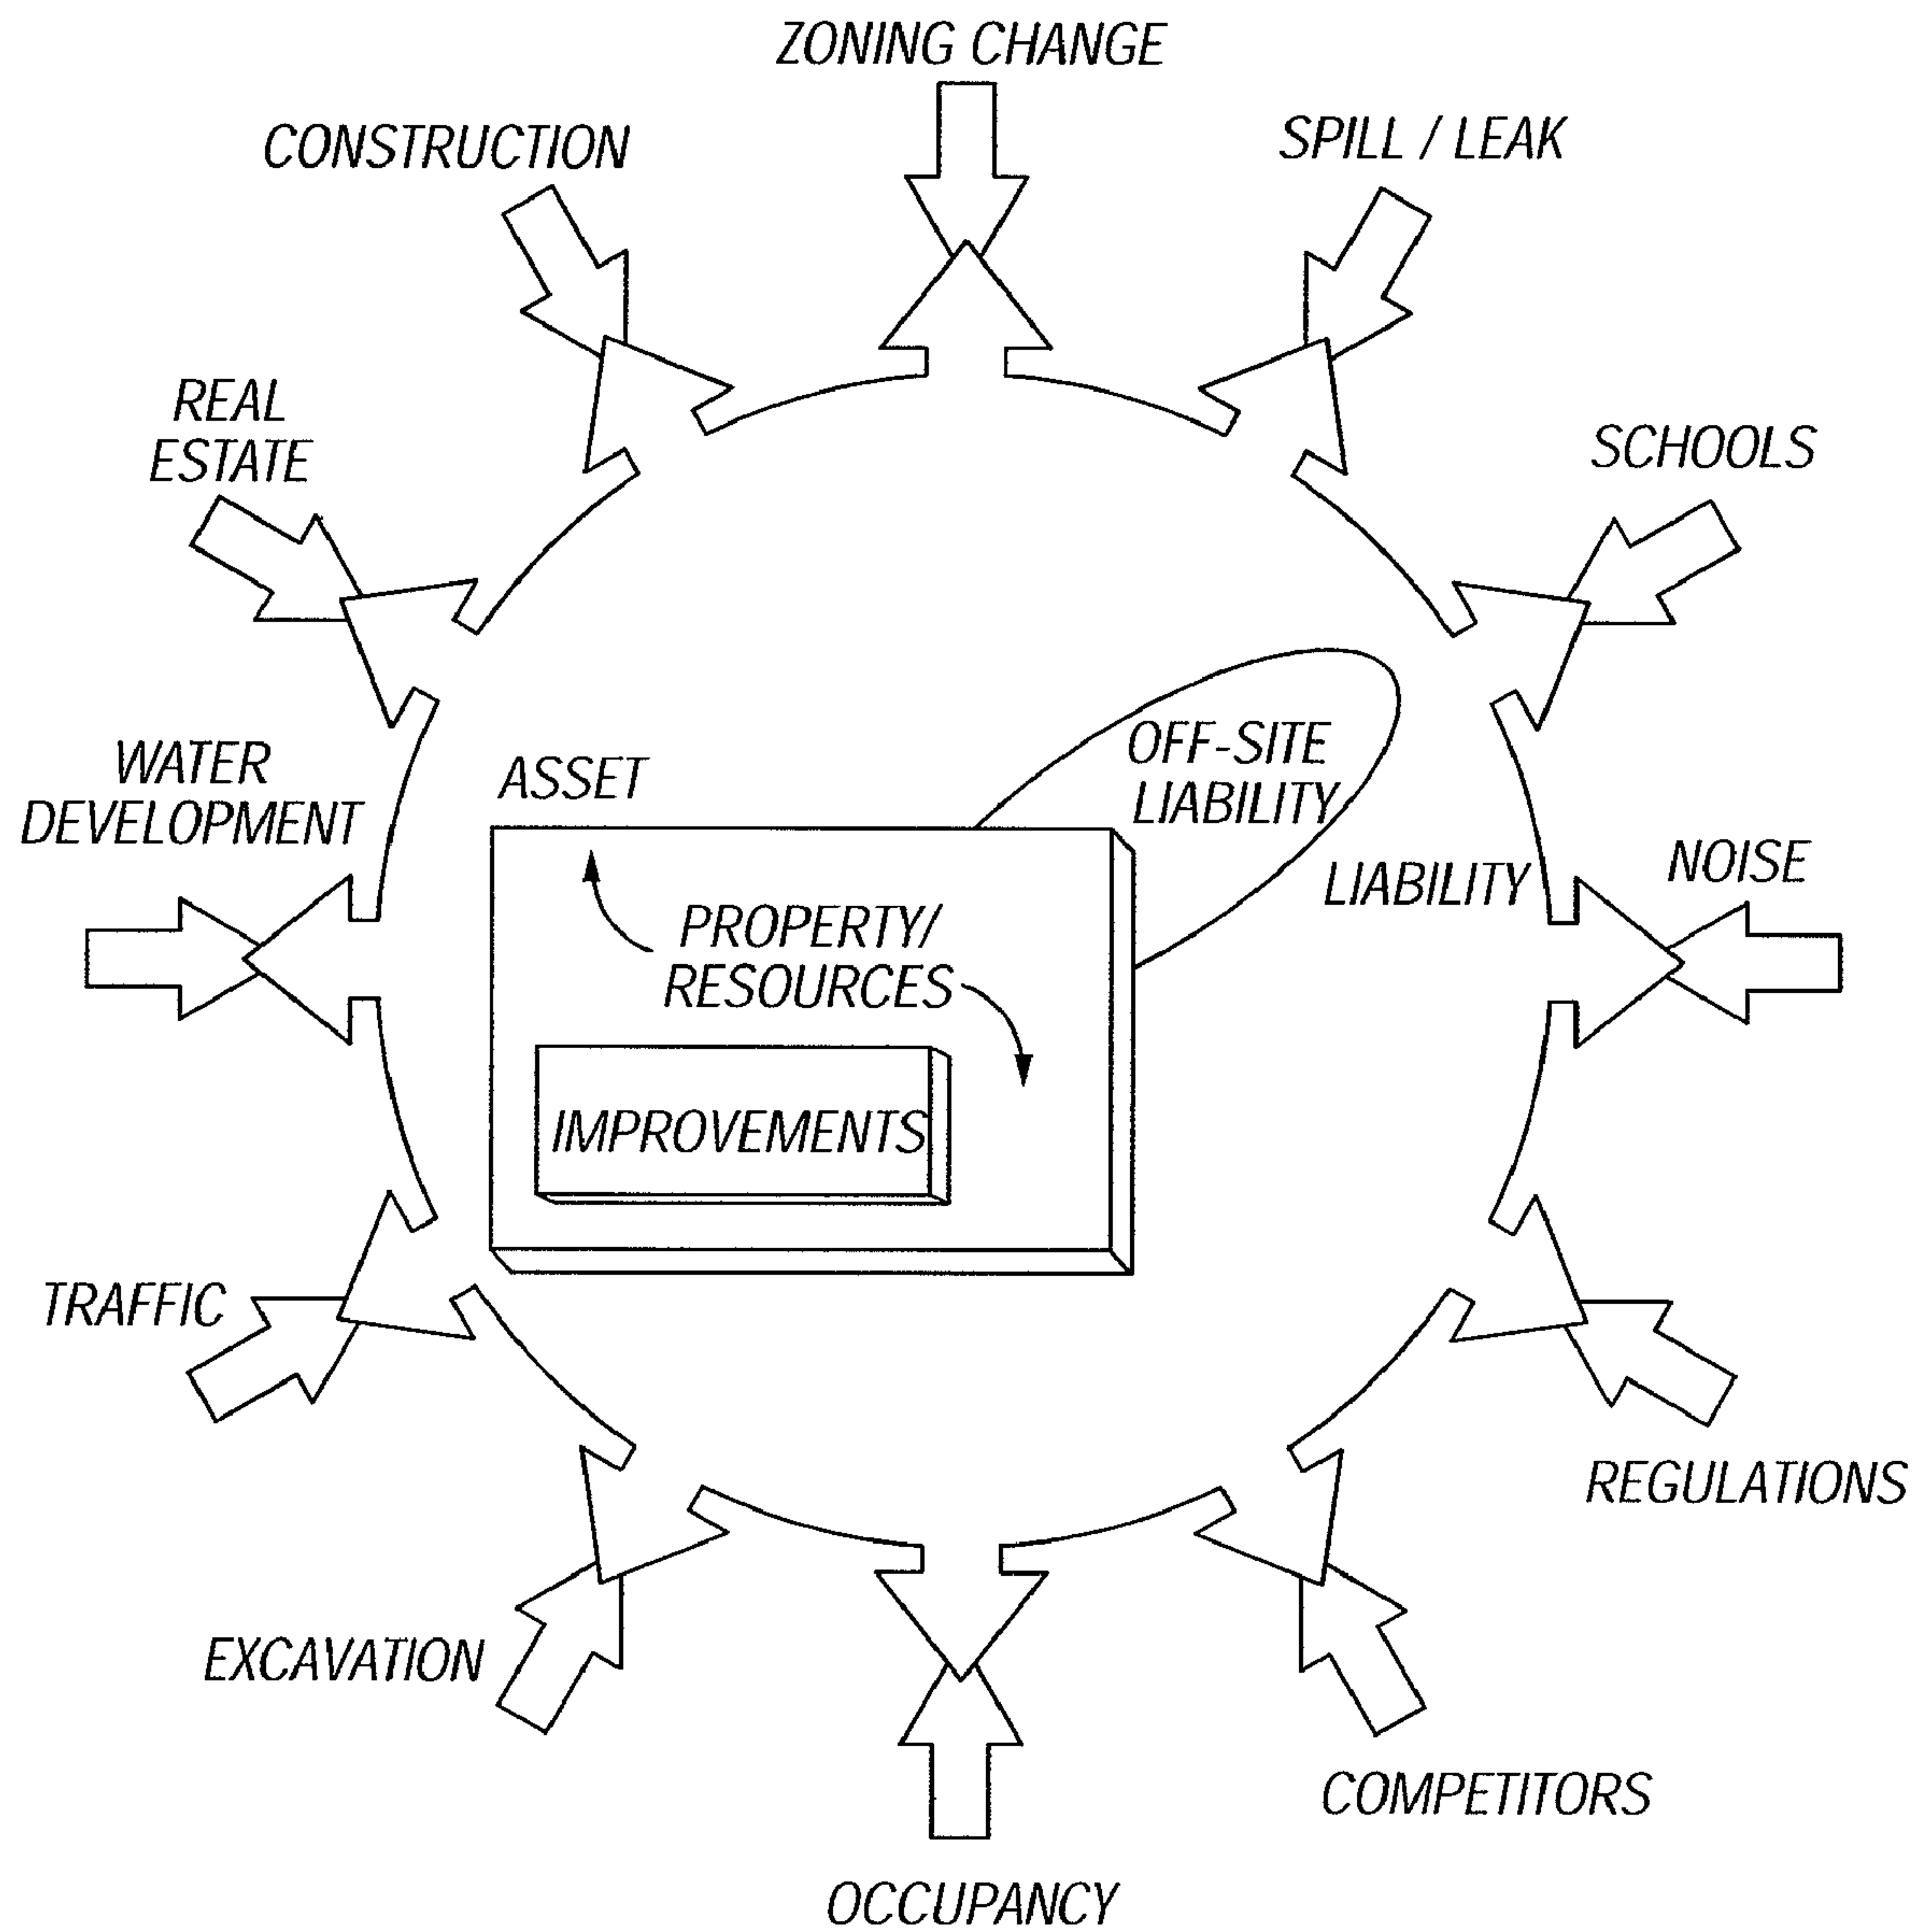 ZONING CHANGE
CONSTRUCTION
SPILL / LEAK
REAL
ESTATE
SCHOOLS
WATER
DEVELOPMENT
ASSET
OFF-SITE
LIABILITY
LIABILITY
NOISE
PROPERTY/
RESOURCES
IMPROVEMENTS
TRAFFIC
REGULATIONS
EXCAVATION
COMPETITORS
OCCUPANCY